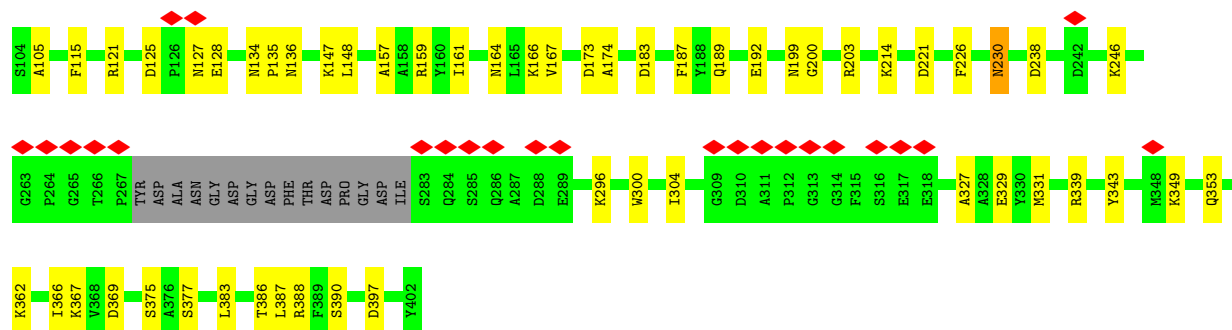 S104 A105 F115 R121 D125 P126 N127 E128 N134 P135 N136 K147 L148 A157 A158 R159 Y160 I161 N164 L165 K166 V167 D173 A174 D183 F187 Y188 Q189 E192 N199 G200 R203 K214 D221 F226 N230 D238 D242 K246
G263 P264 G265 T266 P267 TYR ASP ALA ASN GLY ASP GLY ASP PHE THR ASP PRO GLY ASP ILE S283 Q284 S285 Q286 A287 D288 E289 K296 W300 I304 G309 D310 A311 P312 G313 G314 F315 S316 E317 E318 A327 A328 E329 Y330 M331 R339 Y343 M348 K349 Q353
K362 I366 K367 V368 D369 S375 A376 S377 L383 T386 L387 R388 F389 S390 D397 Y402